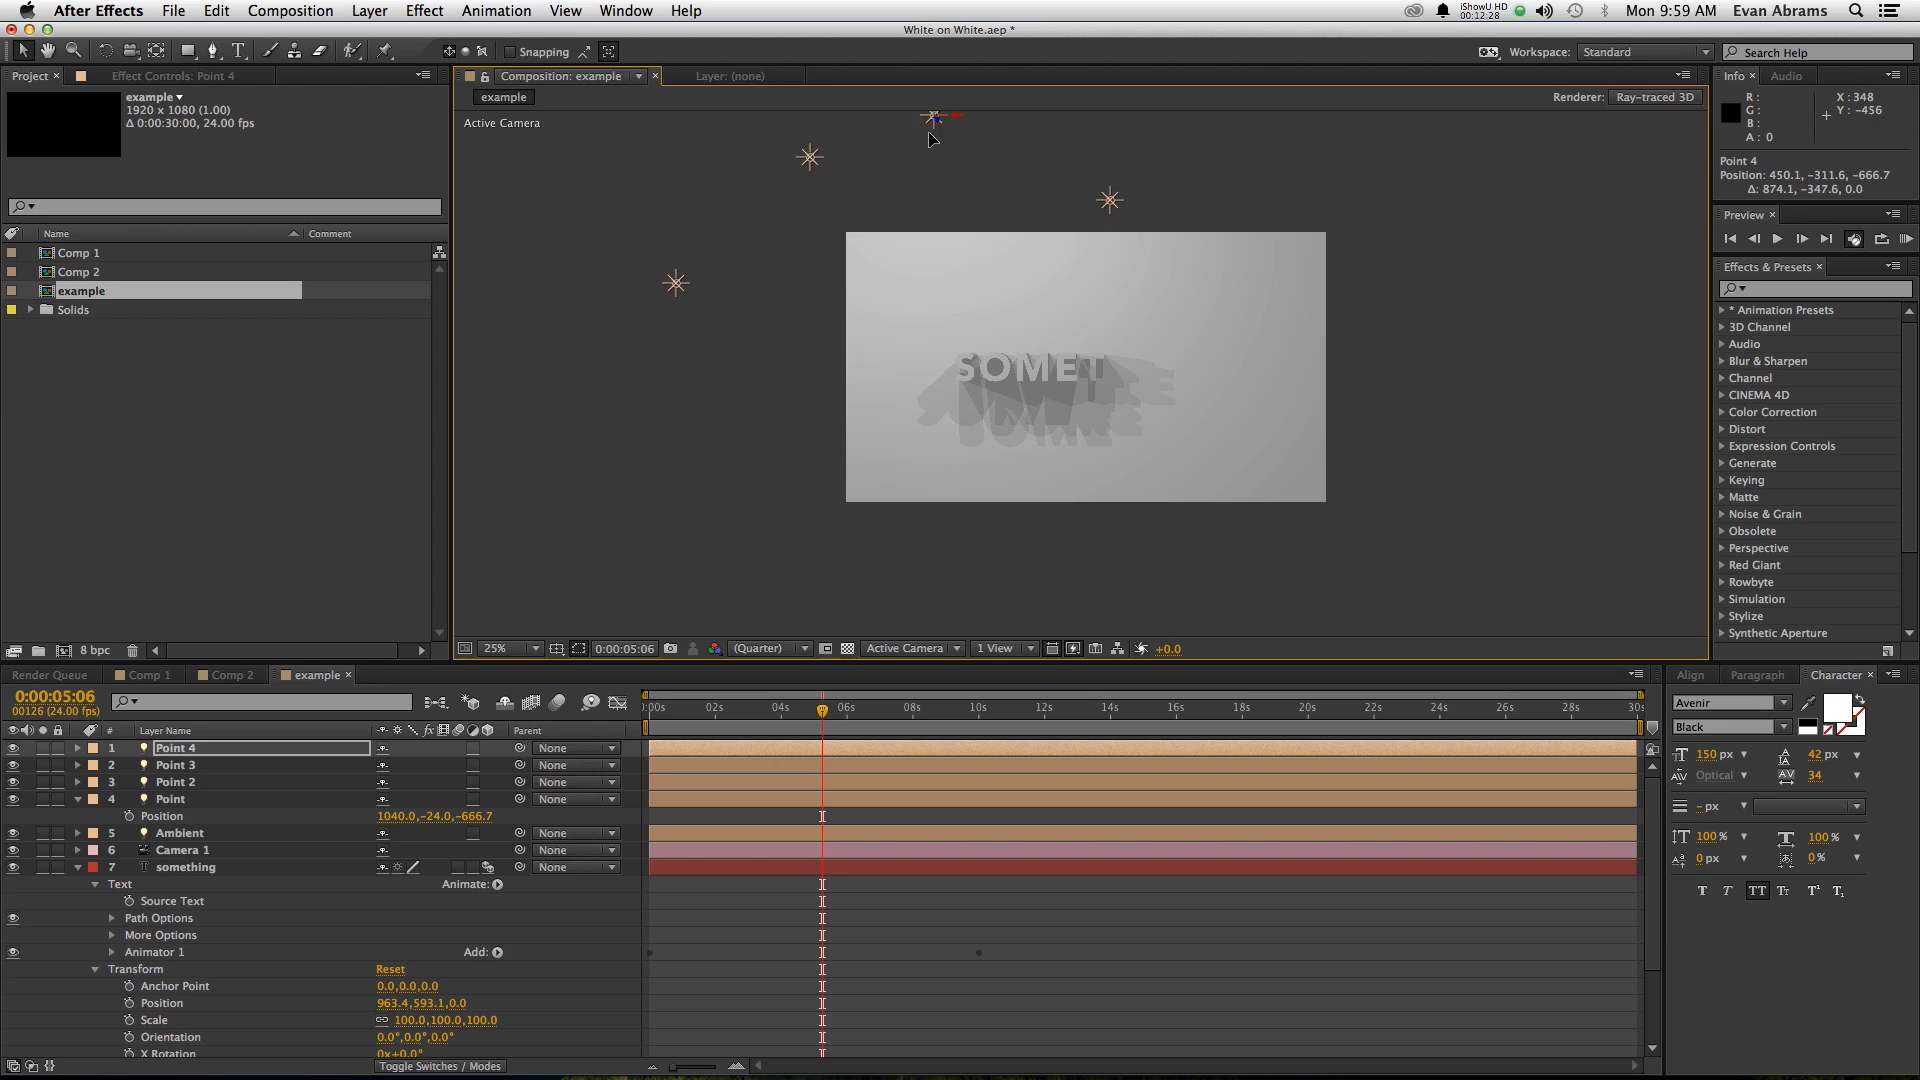 After Effects File Edit Composition Layer Effect Animation View Window Help
iShowU HD
00:12:28
Mon 9:59 AM Evan Abrams
White on White.aep *
Snapping
Workspace: Standard
Search Help
Project ×
Effect Controls: Point 4
Composition: example
Layer: (none)
Info × Audio
example
1920 x 1080 (1.00)
Δ 0:00:30:00, 24.00 fps
example
Renderer: Ray-traced 3D
Active Camera
R:
G:
B:
A: 0
X: 348
Y: -456
Point 4
Position: 450.1, -311.6, -666.7
Δ: 874.1, -347.6, 0.0
Preview ×
Name Comment
Comp 1
Comp 2
example
Solids
SOMET
Effects & Presets ×
* Animation Presets
3D Channel
Audio
Blur & Sharpen
Channel
CINEMA 4D
Color Correction
Distort
Expression Controls
Generate
Keying
Matte
Noise & Grain
Obsolete
Perspective
Red Giant
Rowbyte
Simulation
Stylize
Synthetic Aperture
8 bpc
25%
0:00:05:06
(Quarter)
Active Camera
1 View
+0.0
Render Queue
Comp 1
Comp 2
example ×
Align Paragraph Character ×
0:00:05:06
00126 (24.00 fps)
:00s 02s 04s 06s 08s 10s 12s 14s 16s 18s 20s 22s 24s 26s 28s 30s
Avenir
Black
150 px
42 px
Optical
34
- px
100%
100%
0 px
0%
T T TT Tт T¹ T₁
# Layer Name fx Parent
1 Point 4 None
2 Point 3 None
3 Point 2 None
4 Point None
Position 1040.0,-24.0,-666.7
5 Ambient None
6 Camera 1 None
7 something None
Text Animate:
Source Text
Path Options
More Options
Animator 1 Add:
Transform Reset
Anchor Point 0.0,0.0,0.0
Position 963.4,593.1,0.0
Scale 100.0,100.0,100.0
Orientation 0.0°,0.0°,0.0°
X Rotation 0x+0.0°
Toggle Switches / Modes